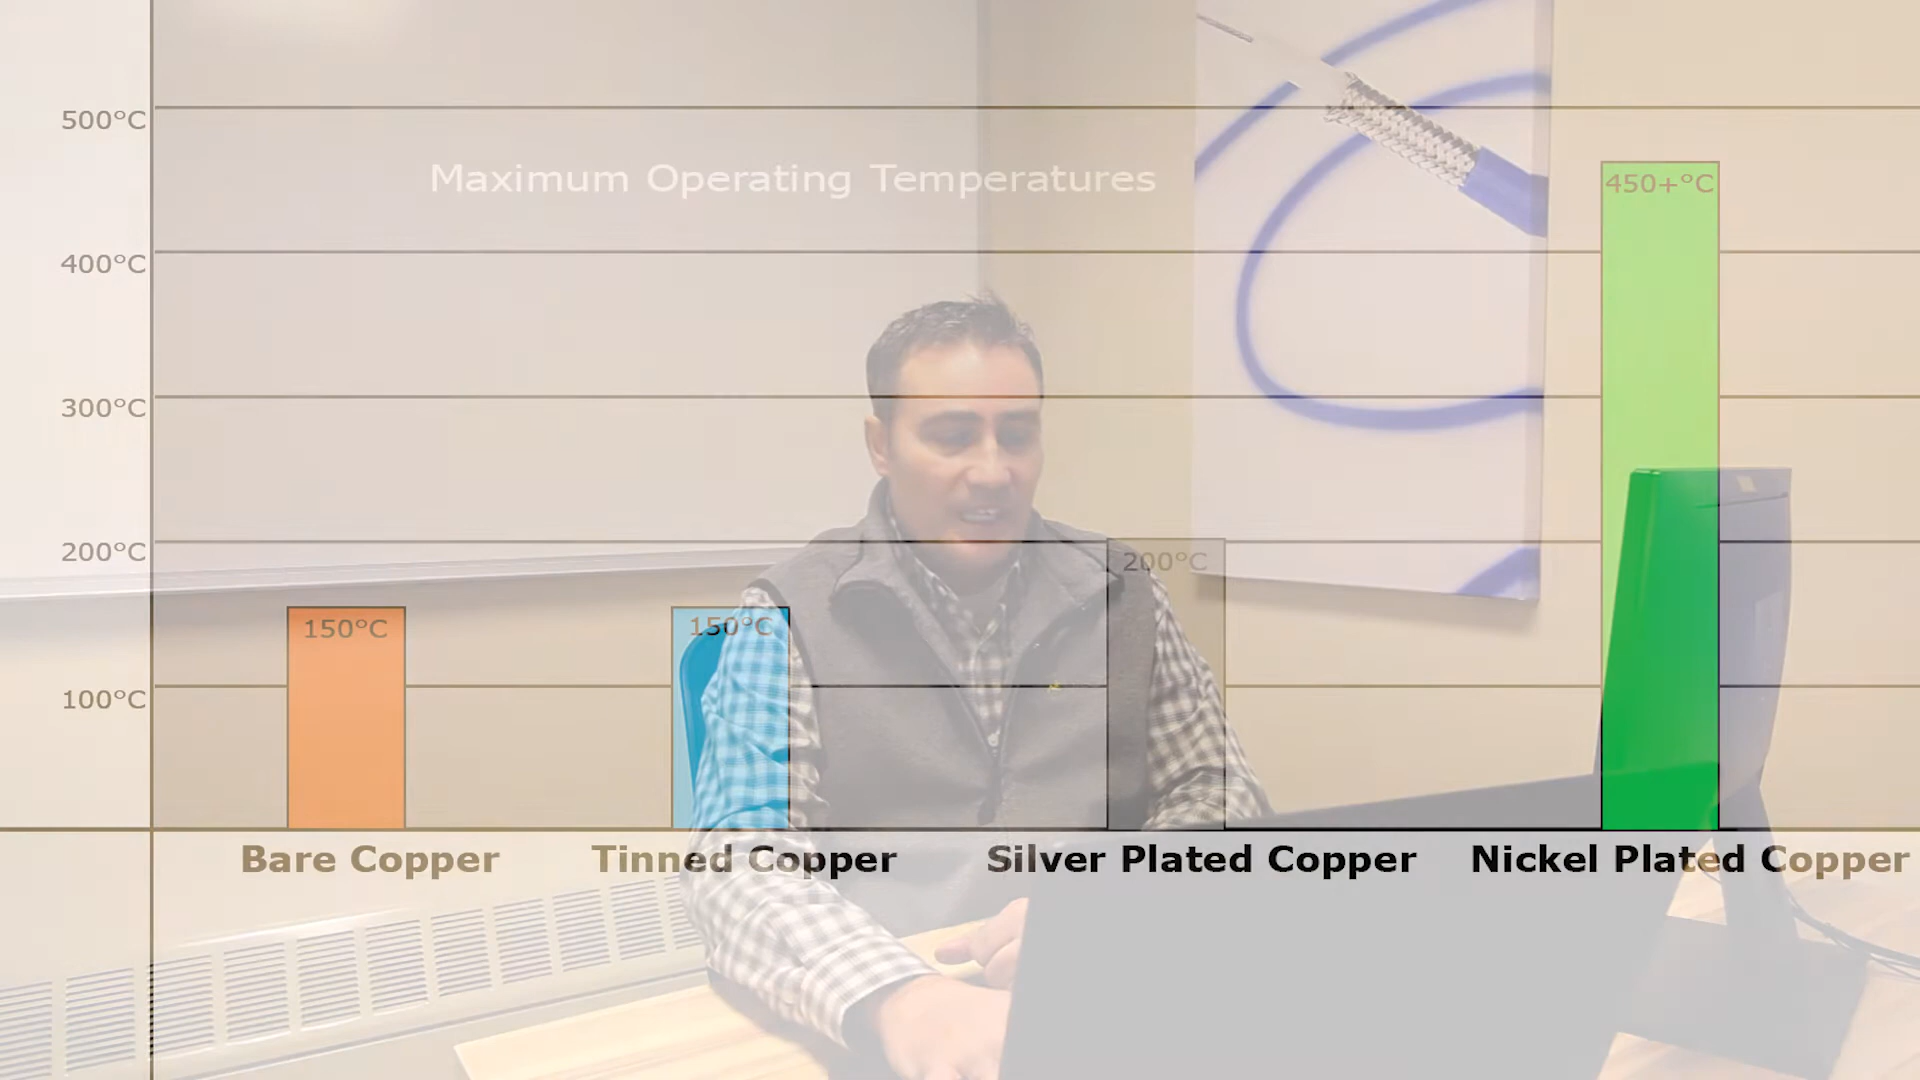 500°C
Maximum Operating Temperatures
450+°C
400°C
300°C
200°C
200°C
150°C
150°C
100°C
Bare Copper
Tinned Copper
Silver Plated Copper
Nickel Plated Copper